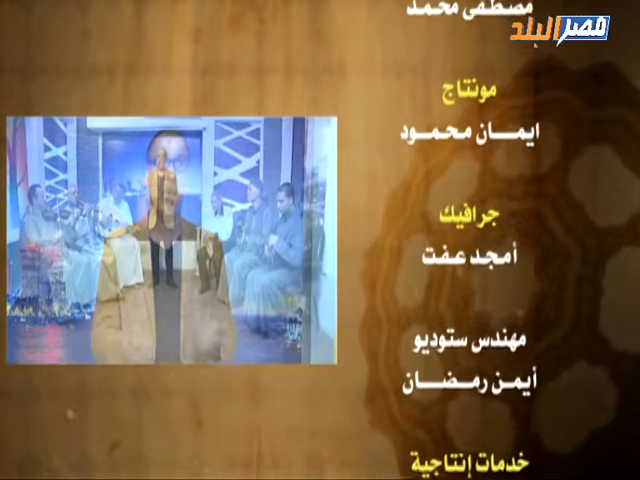 مصطفى محمد
مصر البلد
مونتاج
ايمان محمود
جرافيك
أمجد عفت
مهندس ستوديو
أيمن رمضان
خدمات إنتاجية